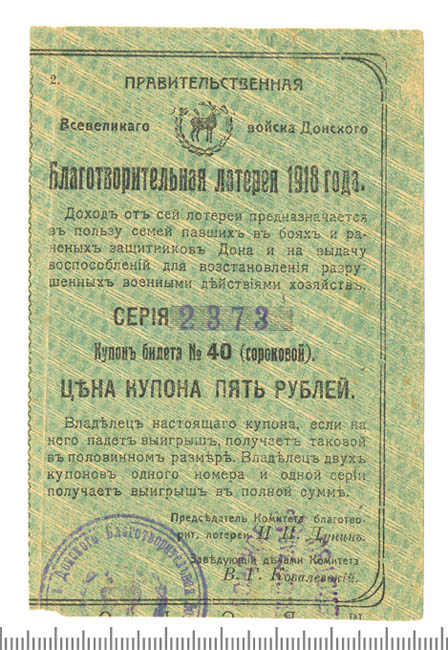 2.
ПРАВИТЕЛЬСТВЕННАЯ
Всевеликаго войска Донского
Благотворительная лотерея 1918 года.
Доходъ отъ сей лотереи предназначается
въ пользу семей павшихъ въ бояхъ и ра-
неныхъ защитниковъ Дона и на выдачу
воспособленій для возстановленія разру-
шенныхъ военными дѣйствіями хозяйствъ.
СЕРІЯ 2373
Купонъ билета № 40 (сороковой).
ЦѢНА КУПОНА ПЯТЬ РУБЛЕЙ.
Владѣлецъ настоящаго купона, если на
него падетъ выигрышъ, получаетъ таковой
въ половинномъ размѣрѣ. Владѣлецъ двухъ
купоновъ одного номера и одной серіи
получаетъ выигрышъ въ полной суммѣ.
Предсѣдатель Комитета благотво-
рит. лотереи И. И. Дунинъ.
Завѣдующій дѣлами Комитета
В. Г. Ковалевскій.
Донского Благотворительная